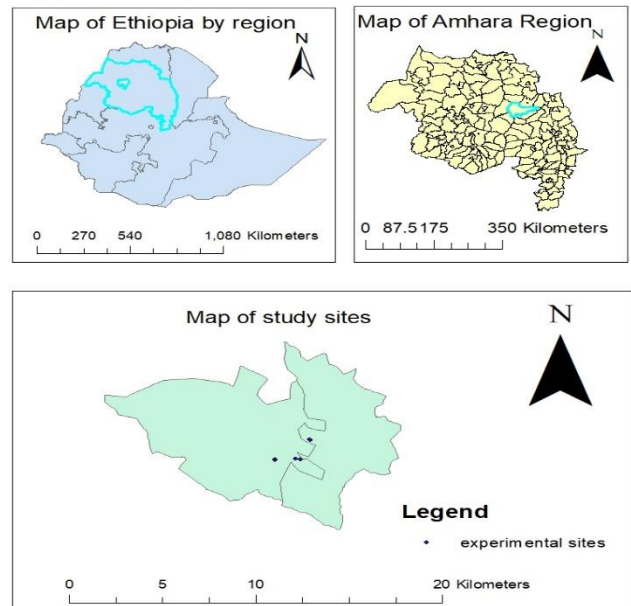 Map of Ethiopia by region
N
0 270 540 1,080 Kilometers
Map of Amhara Region
N
0 87.5175 350 Kilometers
Map of study sites
N
Legend
experimental sites
0 5 10 20 Kilometers